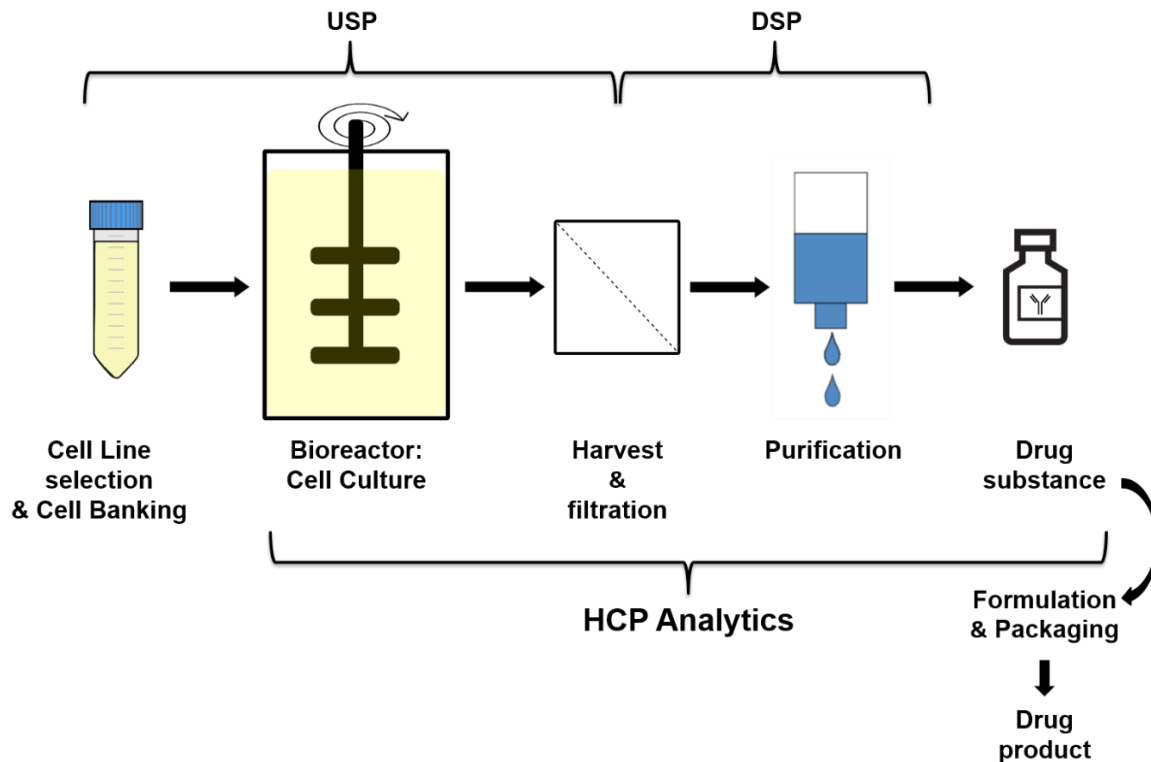 USP
DSP
Cell Line
selection
& Cell Banking
Bioreactor:
Cell Culture
Harvest
&
filtration
Purification
Drug
substance
HCP Analytics
Formulation
& Packaging
Drug
product